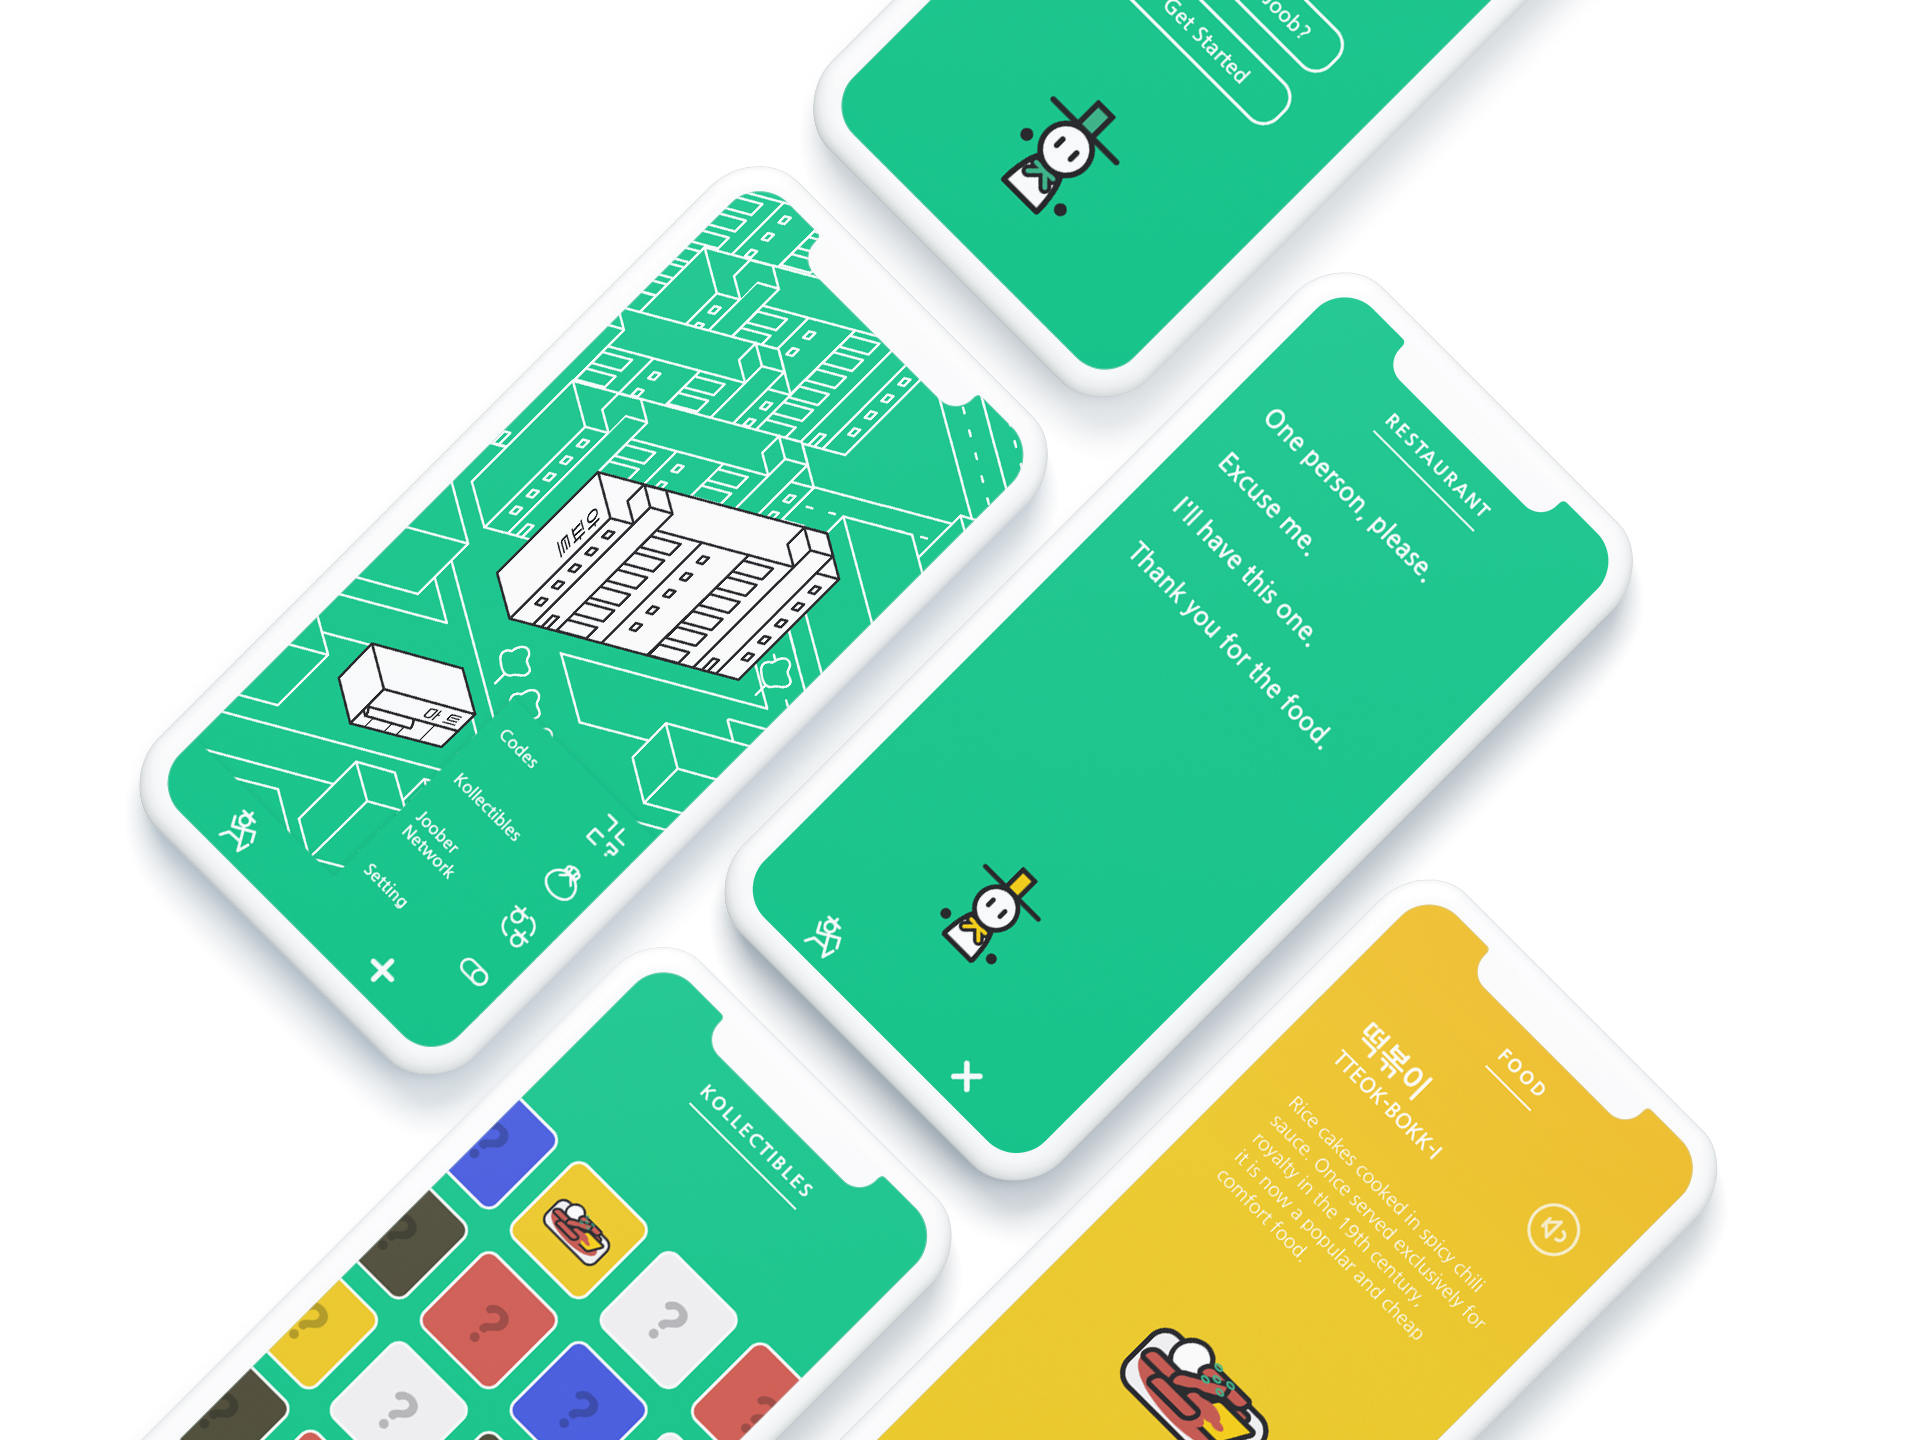 Joob?
Get Started
아파트
마트
Codes
Kollectibles
Joober
Network
Setting
RESTAURANT
One person, please.
Excuse me.
I'll have this one.
Thank you for the food.
KOLLECTIBLES
?
?
?
?
?
?
?
?
?
FOOD
떡볶이
TTEOK-BOKK-I
Rice cakes cooked in spicy chili
sauce. Once served exclusively for
royalty in the 19th century,
it is now a popular and cheap
comfort food.